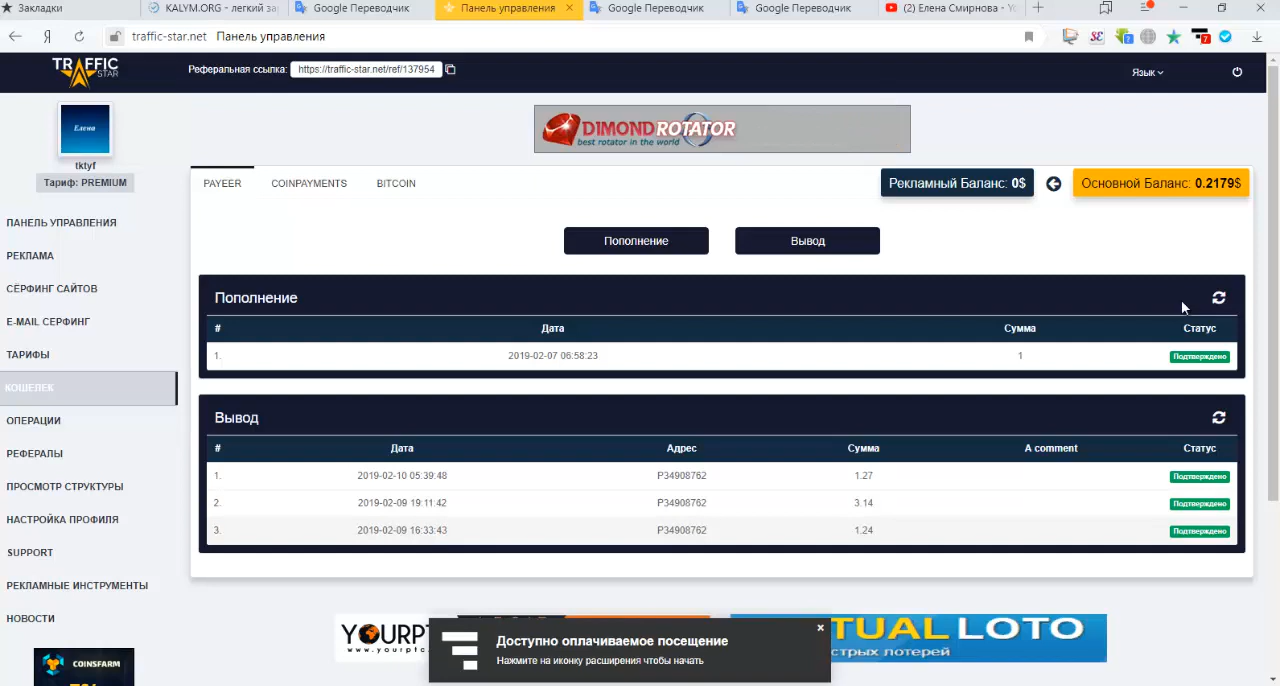 Закладки
KALYM.ORG - легкий за
Google Переводчик
Панель управления
Google Переводчик
Google Переводчик
(2) Елена Смирнова - Yo
traffic-star.net Панель управления
TRAFFIC STAR
Реферальная ссылка: https://traffic-star.net/ref/137954
Язык
Елена
tktyf
Тариф: PREMIUM
DIMONDROTATOR
best rotator in the world
PAYEER
COINPAYMENTS
BITCOIN
Рекламный Баланс: 0$
Основной Баланс: 0.2179$
Пополнение
Вывод
ПАНЕЛЬ УПРАВЛЕНИЯ
РЕКЛАМА
СЁРФИНГ САЙТОВ
E-MAIL СЕРФИНГ
ТАРИФЫ
КОШЕЛЕК
ОПЕРАЦИИ
РЕФЕРАЛЫ
ПРОСМОТР СТРУКТУРЫ
НАСТРОЙКА ПРОФИЛЯ
SUPPORT
РЕКЛАМНЫЕ ИНСТРУМЕНТЫ
НОВОСТИ
COINSFARM
Пополнение
# Дата Сумма Статус
1. 2019-02-07 06:58:23 1 Подтверждено
Вывод
# Дата Адрес Сумма A comment Статус
1. 2019-02-10 05:39:48 P34908762 1.27 Подтверждено
2. 2019-02-09 19:11:42 P34908762 3.14 Подтверждено
3. 2019-02-09 16:33:43 P34908762 1.24 Подтверждено
YOURPT
www.yourptc.
Доступно оплачиваемое посещение
Нажмите на иконку расширения чтобы начать
TUAL LOTO
стрых лотерей